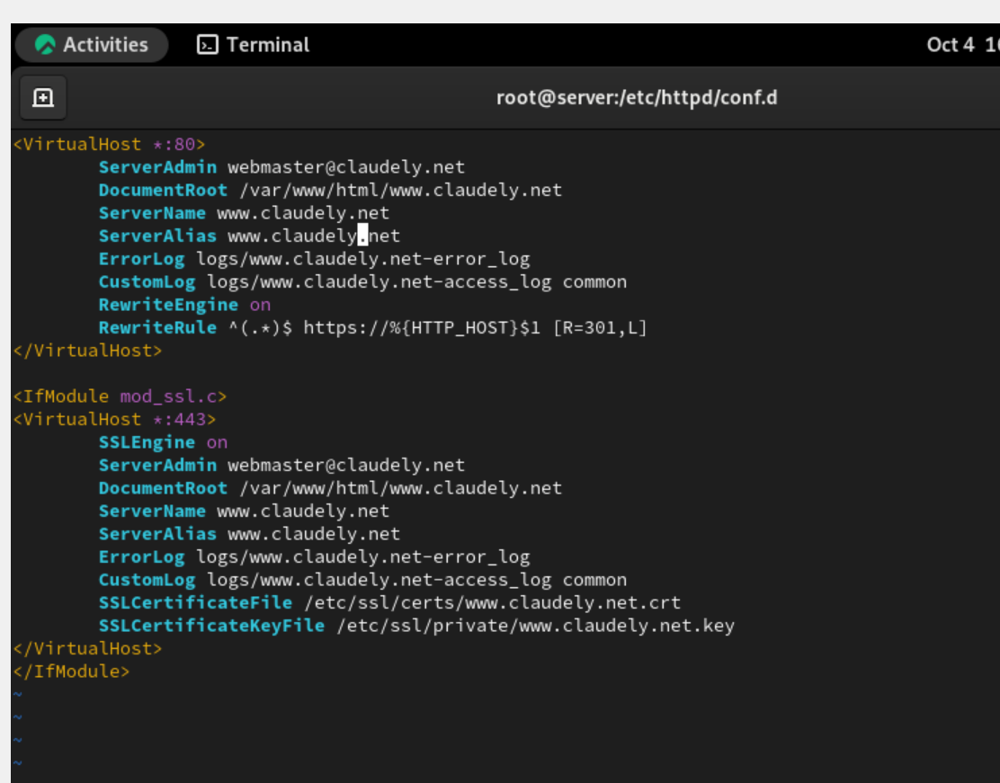 Activities Terminal Oct 4
root@server:/etc/httpd/conf.d
<VirtualHost *:80>
        ServerAdmin webmaster@claudely.net
        DocumentRoot /var/www/html/www.claudely.net
        ServerName www.claudely.net
        ServerAlias www.claudely.net
        ErrorLog logs/www.claudely.net-error_log
        CustomLog logs/www.claudely.net-access_log common
        RewriteEngine on
        RewriteRule ^(.*)$ https://%{HTTP_HOST}$1 [R=301,L]
</VirtualHost>

<IfModule mod_ssl.c>
<VirtualHost *:443>
        SSLEngine on
        ServerAdmin webmaster@claudely.net
        DocumentRoot /var/www/html/www.claudely.net
        ServerName www.claudely.net
        ServerAlias www.claudely.net
        ErrorLog logs/www.claudely.net-error_log
        CustomLog logs/www.claudely.net-access_log common
        SSLCertificateFile /etc/ssl/certs/www.claudely.net.crt
        SSLCertificateKeyFile /etc/ssl/private/www.claudely.net.key
</VirtualHost>
</IfModule>
~
~
~
~